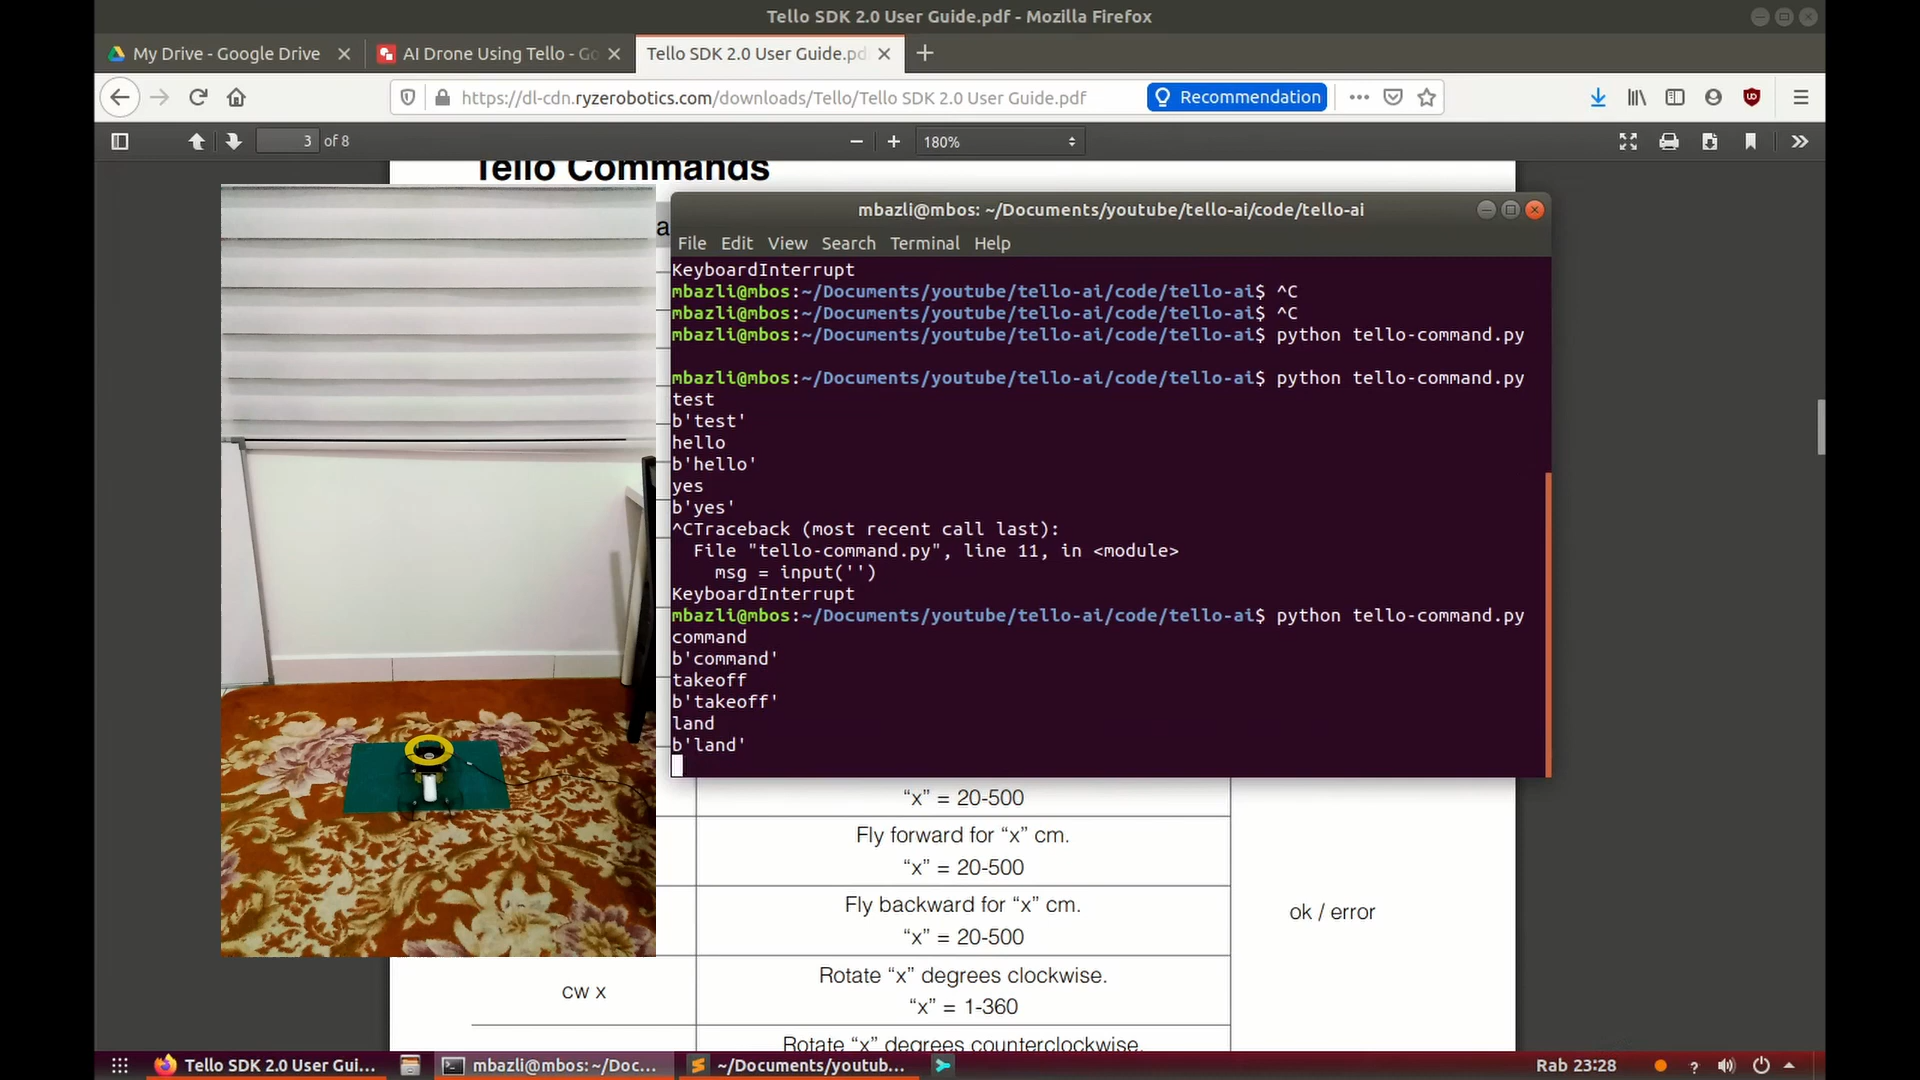 Tello SDK 2.0 User Guide.pdf - Mozilla Firefox
My Drive - Google Drive
AI Drone Using Tello - Go
Tello SDK 2.0 User Guide.pd
https://dl-cdn.ryzerobotics.com/downloads/Tello/Tello SDK 2.0 User Guide.pdf
Recommendation
3 of 8
180%
Tello Commands
mbazli@mbos: ~/Documents/youtube/tello-ai/code/tello-ai
File Edit View Search Terminal Help
KeyboardInterrupt
mbazli@mbos:~/Documents/youtube/tello-ai/code/tello-ai$ ^C
mbazli@mbos:~/Documents/youtube/tello-ai/code/tello-ai$ ^C
mbazli@mbos:~/Documents/youtube/tello-ai/code/tello-ai$ python tello-command.py
mbazli@mbos:~/Documents/youtube/tello-ai/code/tello-ai$ python tello-command.py
test
b'test'
hello
b'hello'
yes
b'yes'
^CTraceback (most recent call last):
File "tello-command.py", line 11, in <module>
msg = input('')
KeyboardInterrupt
mbazli@mbos:~/Documents/youtube/tello-ai/code/tello-ai$ python tello-command.py
command
b'command'
takeoff
b'takeoff'
land
b'land'
“x” = 20-500
Fly forward for “x” cm.
“x” = 20-500
Fly backward for “x” cm.
“x” = 20-500
ok / error
cw x
Rotate “x” degrees clockwise.
“x” = 1-360
Rotate “x” degrees counterclockwise.
Tello SDK 2.0 User Gui...
mbazli@mbos: ~/Doc...
~/Documents/youtub...
Rab 23:28